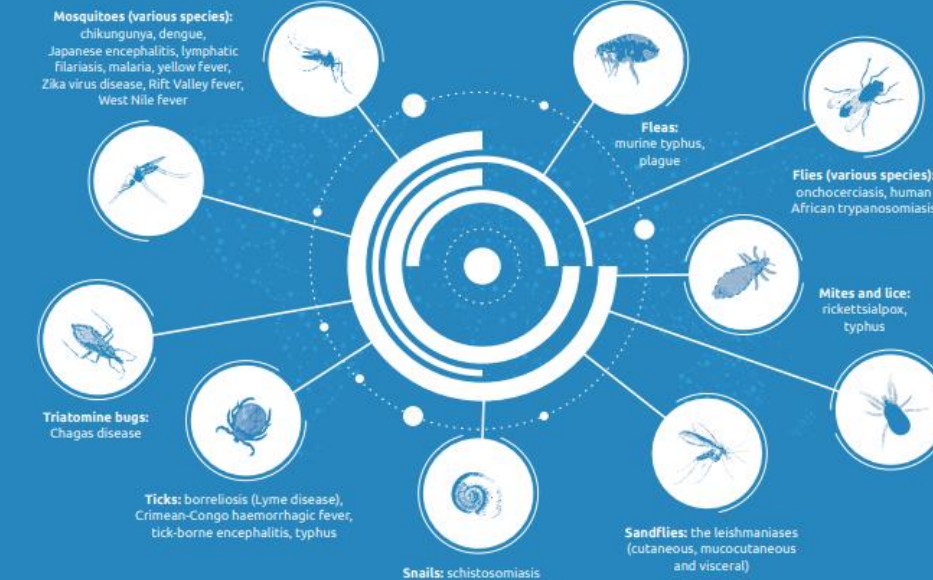 Mosquitoes (various species):
chikungunya, dengue,
Japanese encephalitis, lymphatic
filariasis, malaria, yellow fever,
Zika virus disease, Rift Valley fever,
West Nile fever
Fleas:
murine typhus,
plague
Flies (various species):
onchocerciasis, human
African trypanosomiasis
Mites and lice:
rickettsialpox,
typhus
Triatomine bugs:
Chagas disease
Ticks: borreliosis (Lyme disease),
Crimean-Congo haemorrhagic fever,
tick-borne encephalitis, typhus
Sandflies: the leishmaniases
(cutaneous, mucocutaneous
and visceral)
Snails: schistosomiasis